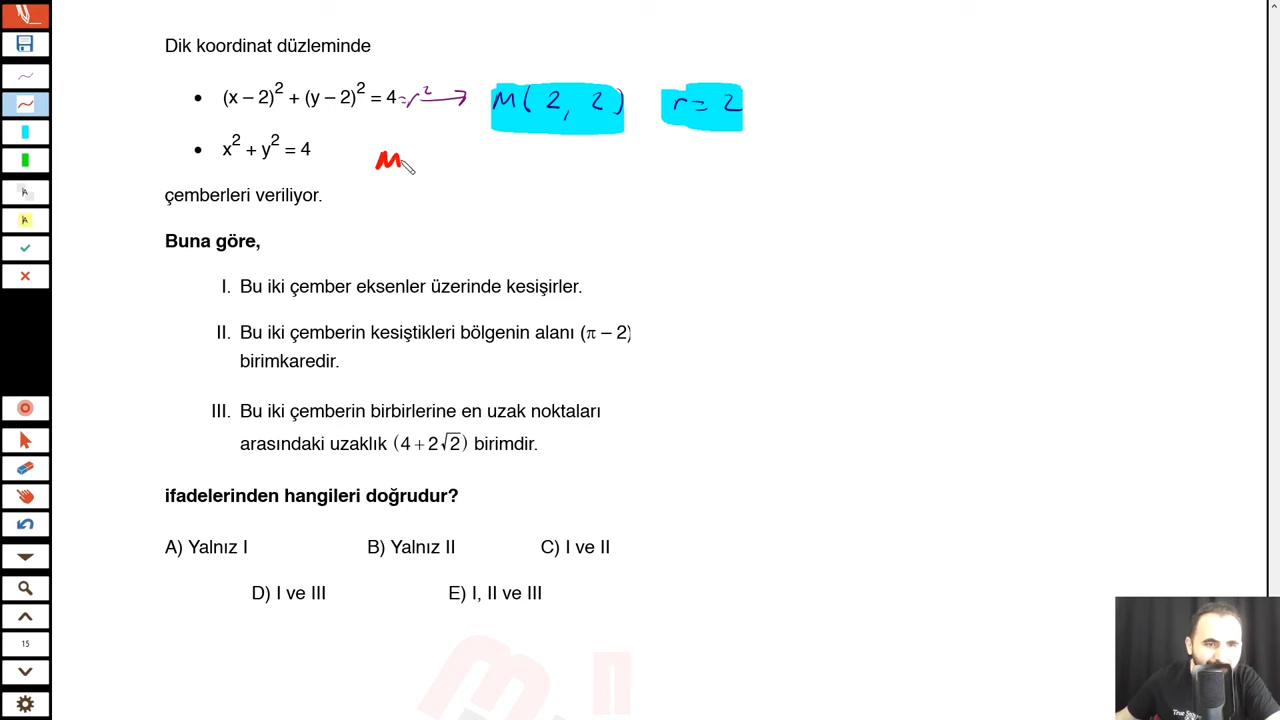 Dik koordinat düzleminde
• (x – 2)² + (y – 2)² = 4 = r² → M( 2, 2 ) r = 2
• x² + y² = 4 M
çemberleri veriliyor.
Buna göre,
I. Bu iki çember eksenler üzerinde kesişirler.
II. Bu iki çemberin kesiştikleri bölgenin alanı (π – 2)
birimkaredir.
III. Bu iki çemberin birbirlerine en uzak noktaları
arasındaki uzaklık (4 + 2√2) birimdir.
ifadelerinden hangileri doğrudur?
A) Yalnız I B) Yalnız II C) I ve II
D) I ve III E) I, II ve III
15